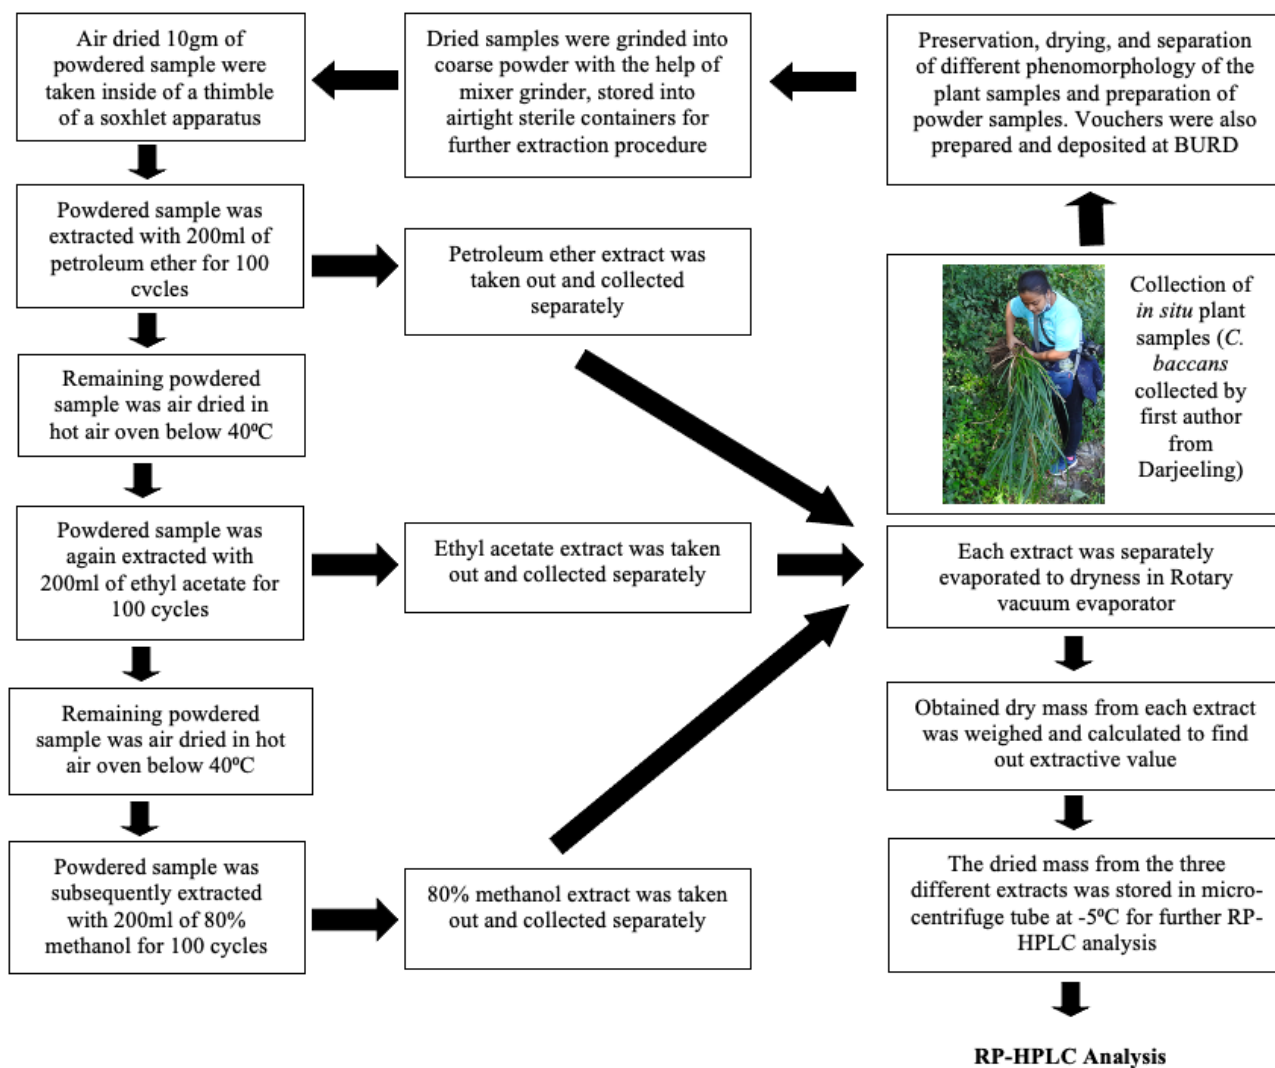 Air dried 10gm of
powdered sample were
taken inside of a thimble
of a soxhlet apparatus
Dried samples were grinded into
coarse powder with the help of
mixer grinder, stored into
airtight sterile containers for
further extraction procedure
Preservation, drying, and separation
of different phenomorphology of the
plant samples and preparation of
powder samples. Vouchers were also
prepared and deposited at BURD
Powdered sample was
extracted with 200ml of
petroleum ether for 100
cycles
Petroleum ether extract was
taken out and collected
separately
Collection of
in situ plant
samples (C.
baccans
collected by
first author
from
Darjeeling)
Remaining powdered
sample was air dried in
hot air oven below 40⁰C
Powdered sample was
again extracted with
200ml of ethyl acetate for
100 cycles
Ethyl acetate extract was taken
out and collected separately
Each extract was separately
evaporated to dryness in Rotary
vacuum evaporator
Remaining powdered
sample was air dried in hot
air oven below 40⁰C
Obtained dry mass from each extract
was weighed and calculated to find
out extractive value
Powdered sample was
subsequently extracted
with 200ml of 80%
methanol for 100 cycles
80% methanol extract was taken
out and collected separately
The dried mass from the three
different extracts was stored in micro-
centrifuge tube at -5⁰C for further RP-
HPLC analysis
RP-HPLC Analysis